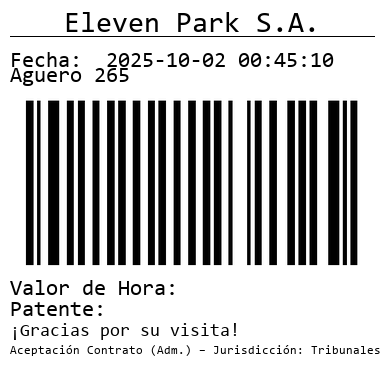 Eleven Park S.A.
Fecha:  2025-10-02 00:45:10
Aguero 265
Valor de Hora:
Patente:
¡Gracias por su visita!
Aceptación Contrato (Adm.) – Jurisdicción: Tribunales